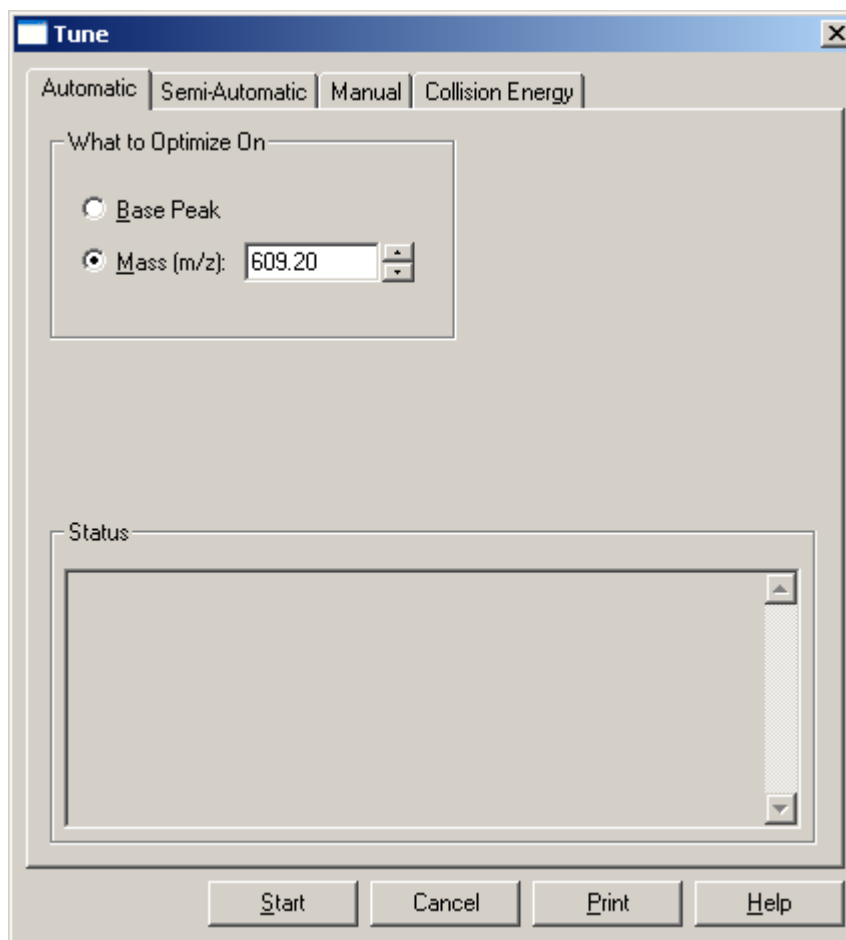 Tune
Automatic Semi-Automatic Manual Collision Energy
What to Optimize On
Base Peak
Mass (m/z): 609.20
Status
Start Cancel Print Help